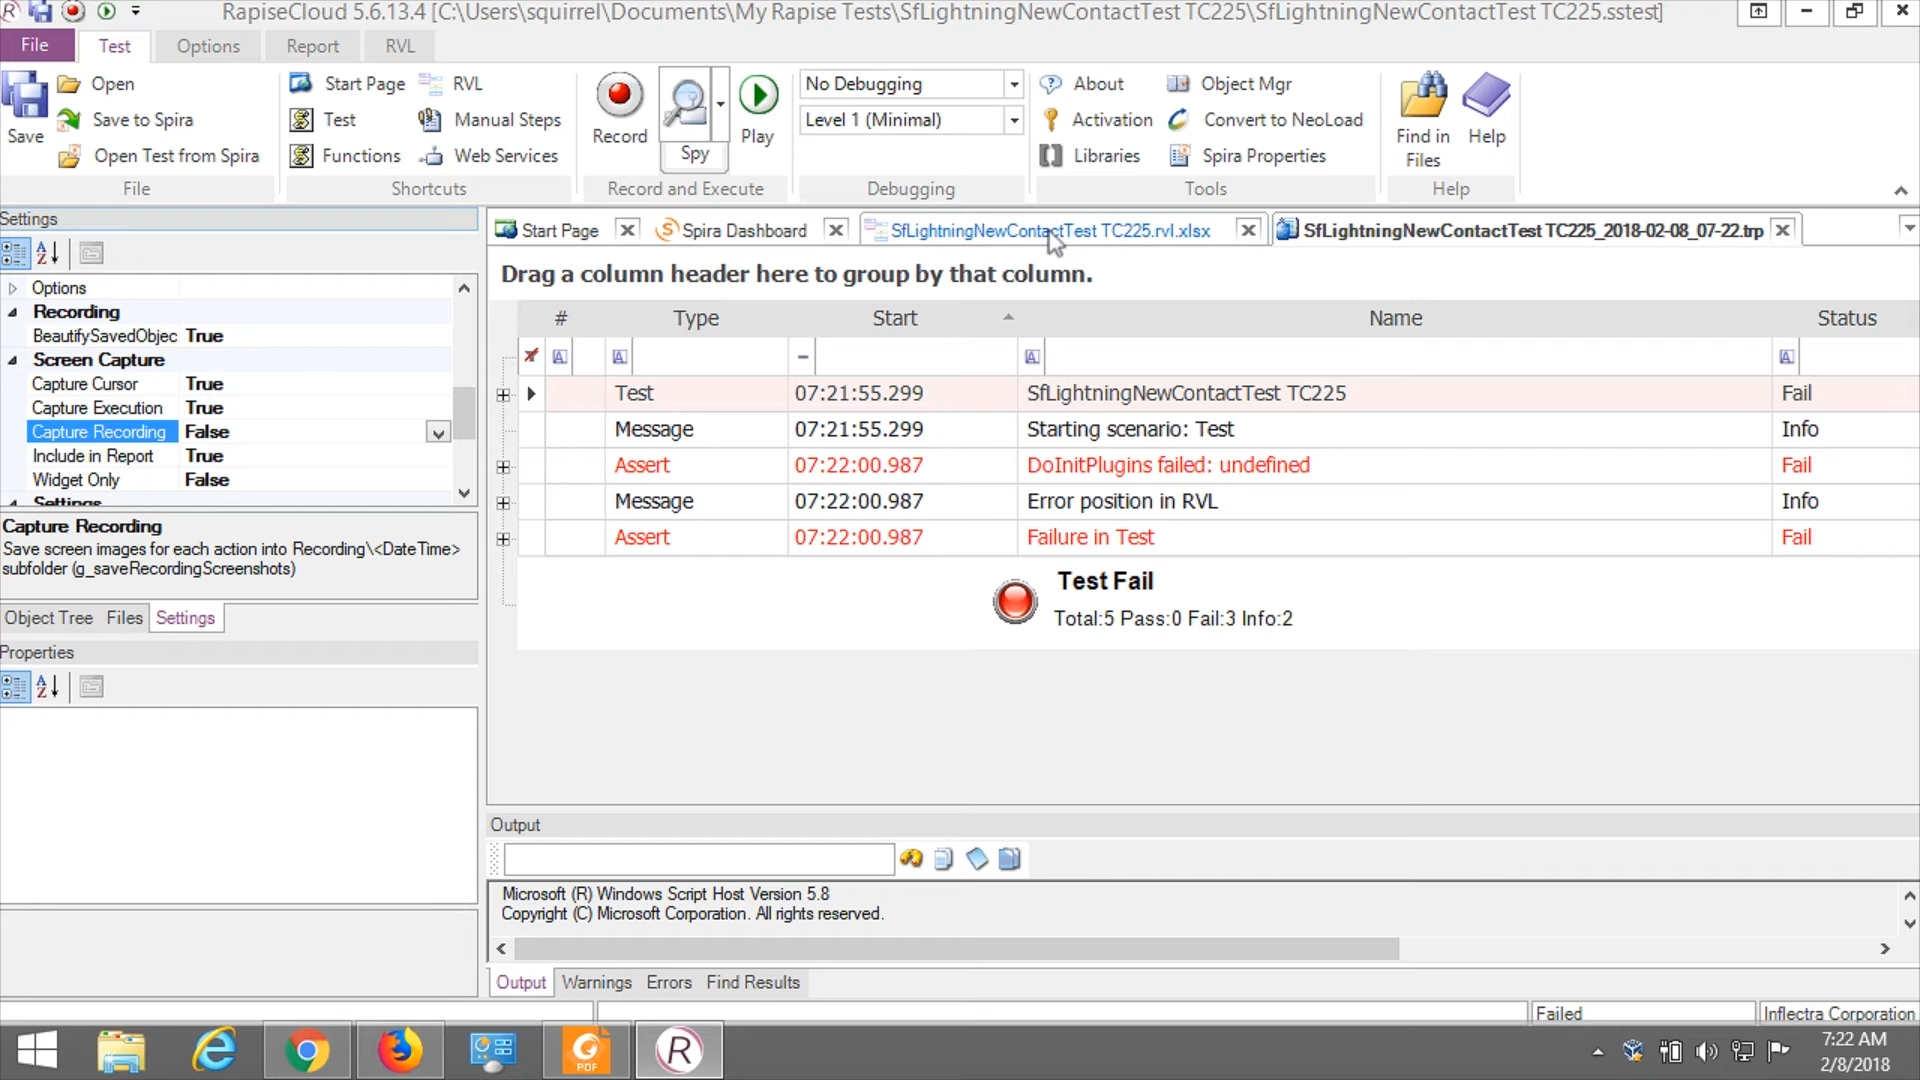 RapiseCloud 5.6.13.4 [C:\Users\squirrel\Documents\My Rapise Tests\SfLightningNewContactTest TC225\SfLightningNewContactTest TC225.sstest]
File Test Options Report RVL
Save
Open
Save to Spira
Open Test from Spira
File
Start Page RVL
Test Manual Steps
Functions Web Services
Shortcuts
Record
Spy
Play
Record and Execute
No Debugging
Level 1 (Minimal)
Debugging
About Object Mgr
Activation Convert to NeoLoad
Libraries Spira Properties
Tools
Find in
Files
Help
Help
Settings
Options
Recording
BeautifySavedObjec True
Screen Capture
Capture Cursor True
Capture Execution True
Capture Recording False
Include in Report True
Widget Only False
Settings
Capture Recording
Save screen images for each action into Recording\<DateTime>
subfolder (g_saveRecordingScreenshots)
Object Tree Files Settings
Properties
Start Page Spira Dashboard SfLightningNewContactTest TC225.rvl.xlsx SfLightningNewContactTest TC225_2018-02-08_07-22.trp
Drag a column header here to group by that column.
# Type Start Name Status
Test 07:21:55.299 SfLightningNewContactTest TC225 Fail
Message 07:21:55.299 Starting scenario: Test Info
Assert 07:22:00.987 DoInitPlugins failed: undefined Fail
Message 07:22:00.987 Error position in RVL Info
Assert 07:22:00.987 Failure in Test Fail
Test Fail
Total:5 Pass:0 Fail:3 Info:2
Output
Microsoft (R) Windows Script Host Version 5.8
Copyright (C) Microsoft Corporation. All rights reserved.
Output Warnings Errors Find Results
Failed Inflectra Corporation
PDF
R
7:22 AM
2/8/2018